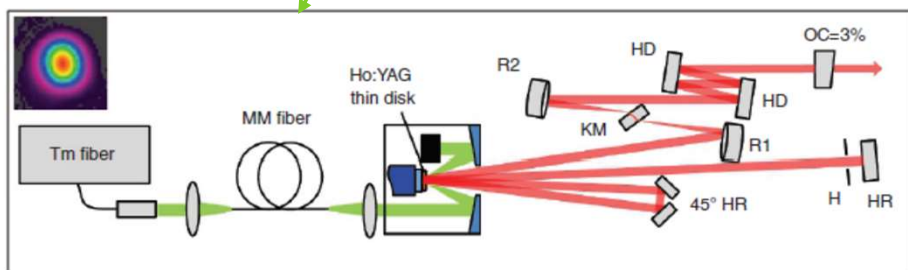 Tm fiber
MM fiber
Ho:YAG
thin disk
R2
KM
HD
HD
OC=3%
R1
45° HR
H
HR